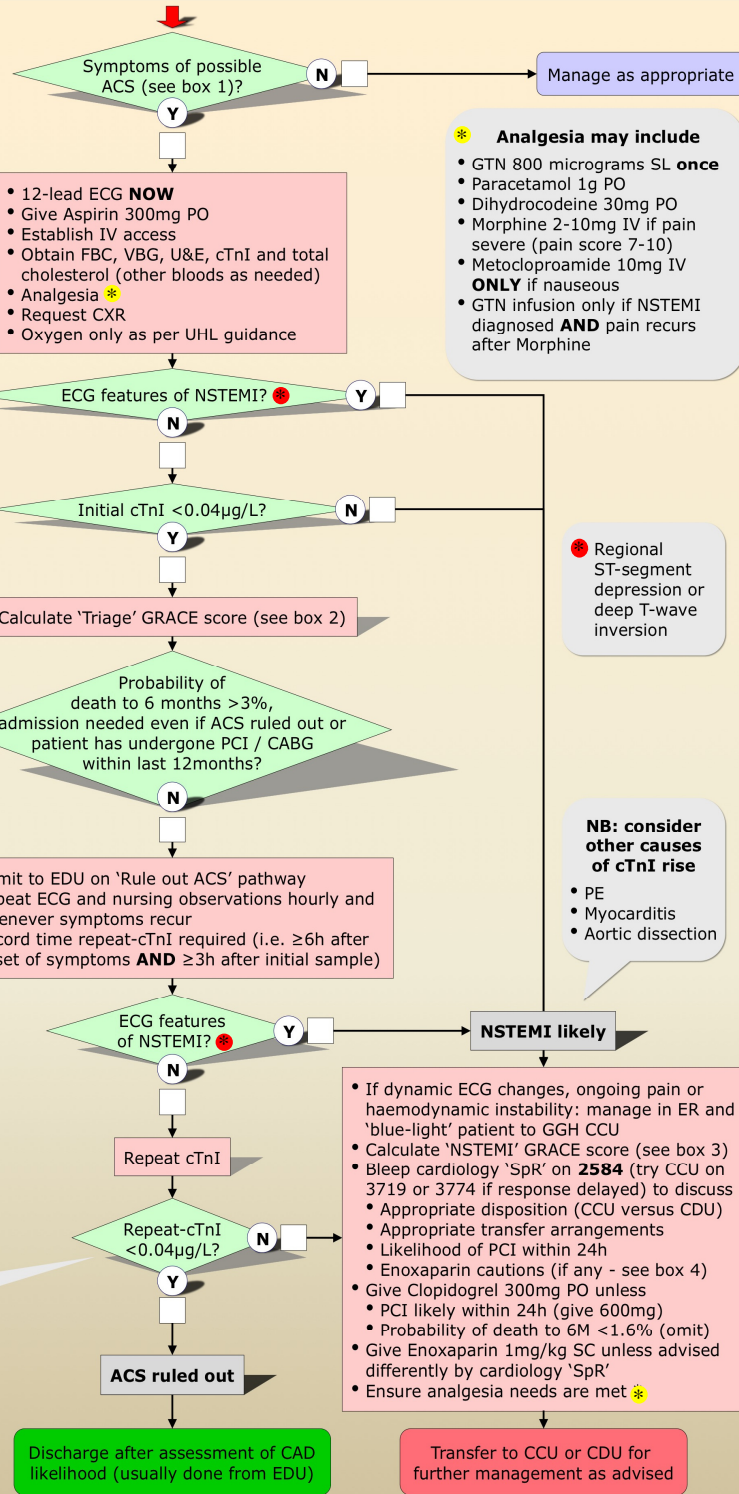 Symptoms of possible
ACS (see box 1)?
N
Manage as appropriate
Y
* Analgesia may include
• GTN 800 micrograms SL once
• Paracetamol 1g PO
• Dihydrocodeine 30mg PO
• Morphine 2-10mg IV if pain
severe (pain score 7-10)
• Metocloproamide 10mg IV
ONLY if nauseous
• GTN infusion only if NSTEMI
diagnosed AND pain recurs
after Morphine
• 12-lead ECG NOW
• Give Aspirin 300mg PO
• Establish IV access
• Obtain FBC, VBG, U&E, cTnI and total
cholesterol (other bloods as needed)
• Analgesia *
• Request CXR
• Oxygen only as per UHL guidance
ECG features of NSTEMI? *
Y
N
Initial cTnI <0.04µg/L?
N
Y
* Regional
ST-segment
depression or
deep T-wave
inversion
Calculate ‘Triage’ GRACE score (see box 2)
Probability of
death to 6 months >3%,
admission needed even if ACS ruled out or
patient has undergone PCI / CABG
within last 12months?
N
NB: consider
other causes
of cTnI rise
• PE
• Myocarditis
• Aortic dissection
mit to EDU on ‘Rule out ACS’ pathway
peat ECG and nursing observations hourly and
enever symptoms recur
cord time repeat-cTnI required (i.e. ≥6h after
set of symptoms AND ≥3h after initial sample)
ECG features
of NSTEMI? *
Y
N
NSTEMI likely
Repeat cTnI
Repeat-cTnI
<0.04µg/L?
N
Y
• If dynamic ECG changes, ongoing pain or
haemodynamic instability: manage in ER and
‘blue-light’ patient to GGH CCU
• Calculate ‘NSTEMI’ GRACE score (see box 3)
• Bleep cardiology ‘SpR’ on 2584 (try CCU on
3719 or 3774 if response delayed) to discuss
• Appropriate disposition (CCU versus CDU)
• Appropriate transfer arrangements
• Likelihood of PCI within 24h
• Enoxaparin cautions (if any - see box 4)
• Give Clopidogrel 300mg PO unless
• PCI likely within 24h (give 600mg)
• Probability of death to 6M <1.6% (omit)
• Give Enoxaparin 1mg/kg SC unless advised
differently by cardiology ‘SpR’
• Ensure analgesia needs are met *
ACS ruled out
Discharge after assessment of CAD
likelihood (usually done from EDU)
Transfer to CCU or CDU for
further management as advised